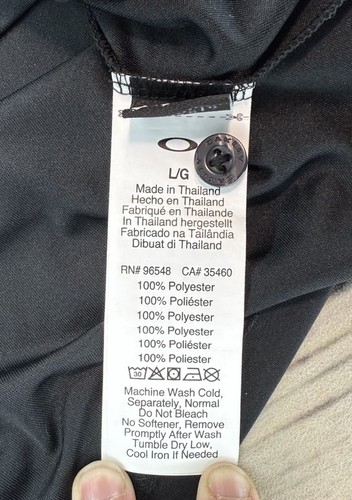 L/G
Made in Thailand
Hecho en Thailand
Fabriqué en Thaïlande
In Thailand hergestellt
Fabricado na Tailândia
Dibuat di Thailand
RN# 96548 CA# 35460
100% Polyester
100% Poliéster
100% Polyester
100% Polyester
100% Poliéster
100% Poliester
30
Machine Wash Cold,
Separately, Normal
Do Not Bleach
No Softener, Remove
Promptly After Wash
Tumble Dry Low,
Cool Iron If Needed